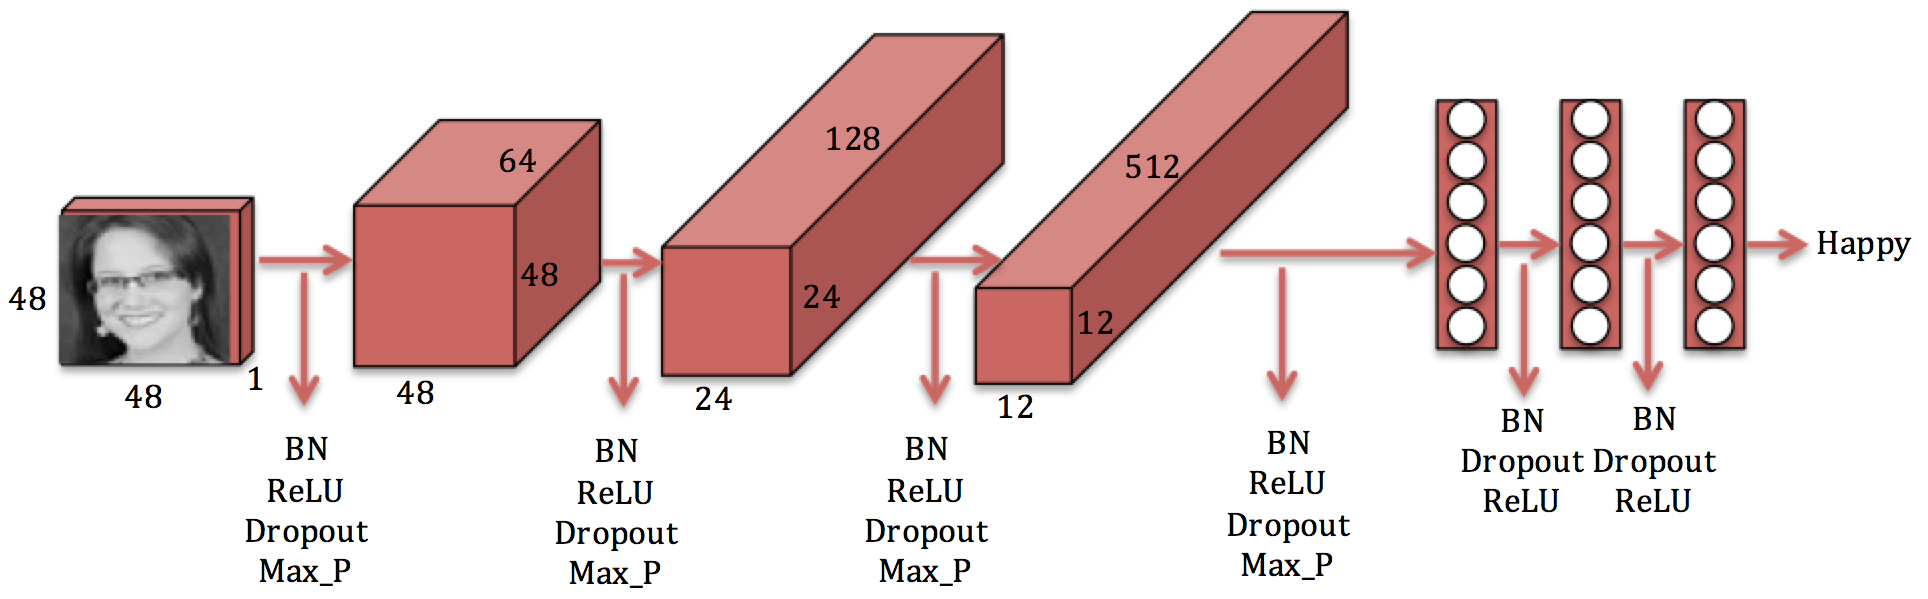 48
48
1
BN
ReLU
Dropout
Max_P
64
48
48
BN
ReLU
Dropout
Max_P
128
24
24
BN
ReLU
Dropout
Max_P
512
12
12
BN
ReLU
Dropout
Max_P
BN
Dropout
ReLU
BN
Dropout
ReLU
Happy